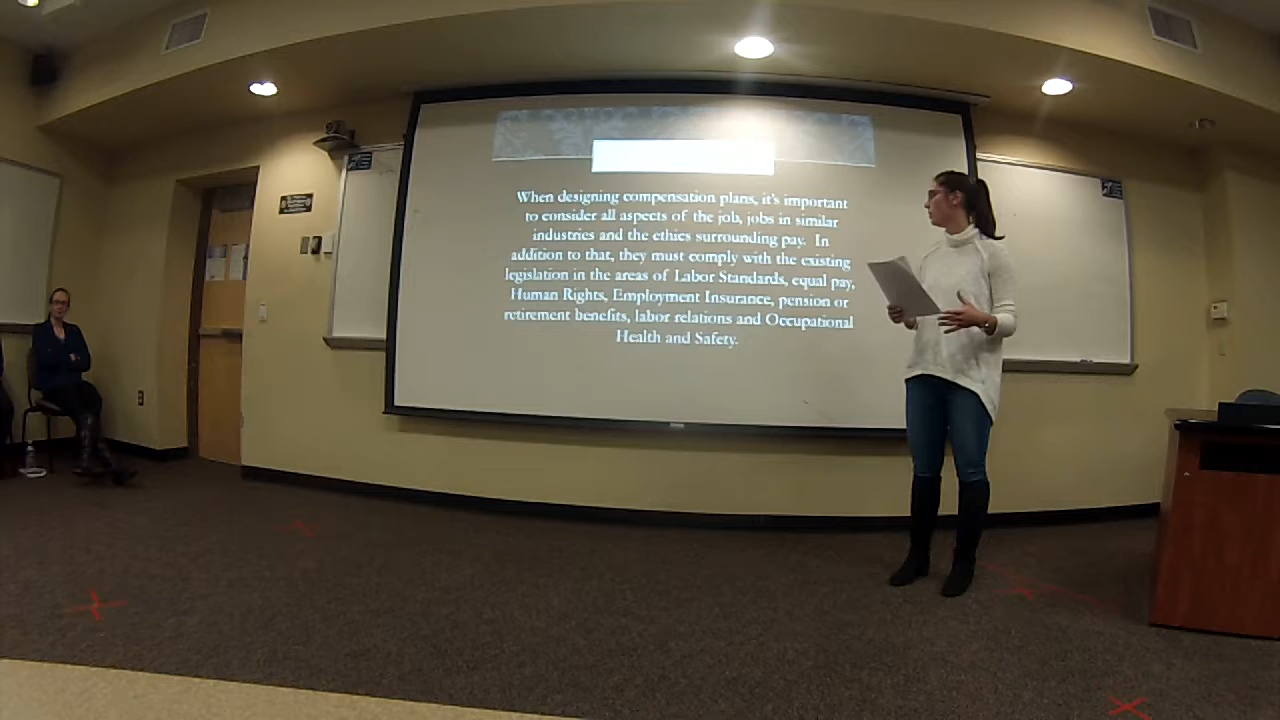 When designing compensation plans, it's important
to consider all aspects of the job, jobs in similar
industries and the ethics surrounding pay. In
addition to that, they must comply with the existing
legislation in the areas of Labor Standards, equal pay,
Human Rights, Employment Insurance, pension or
retirement benefits, labor relations and Occupational
Health and Safety.